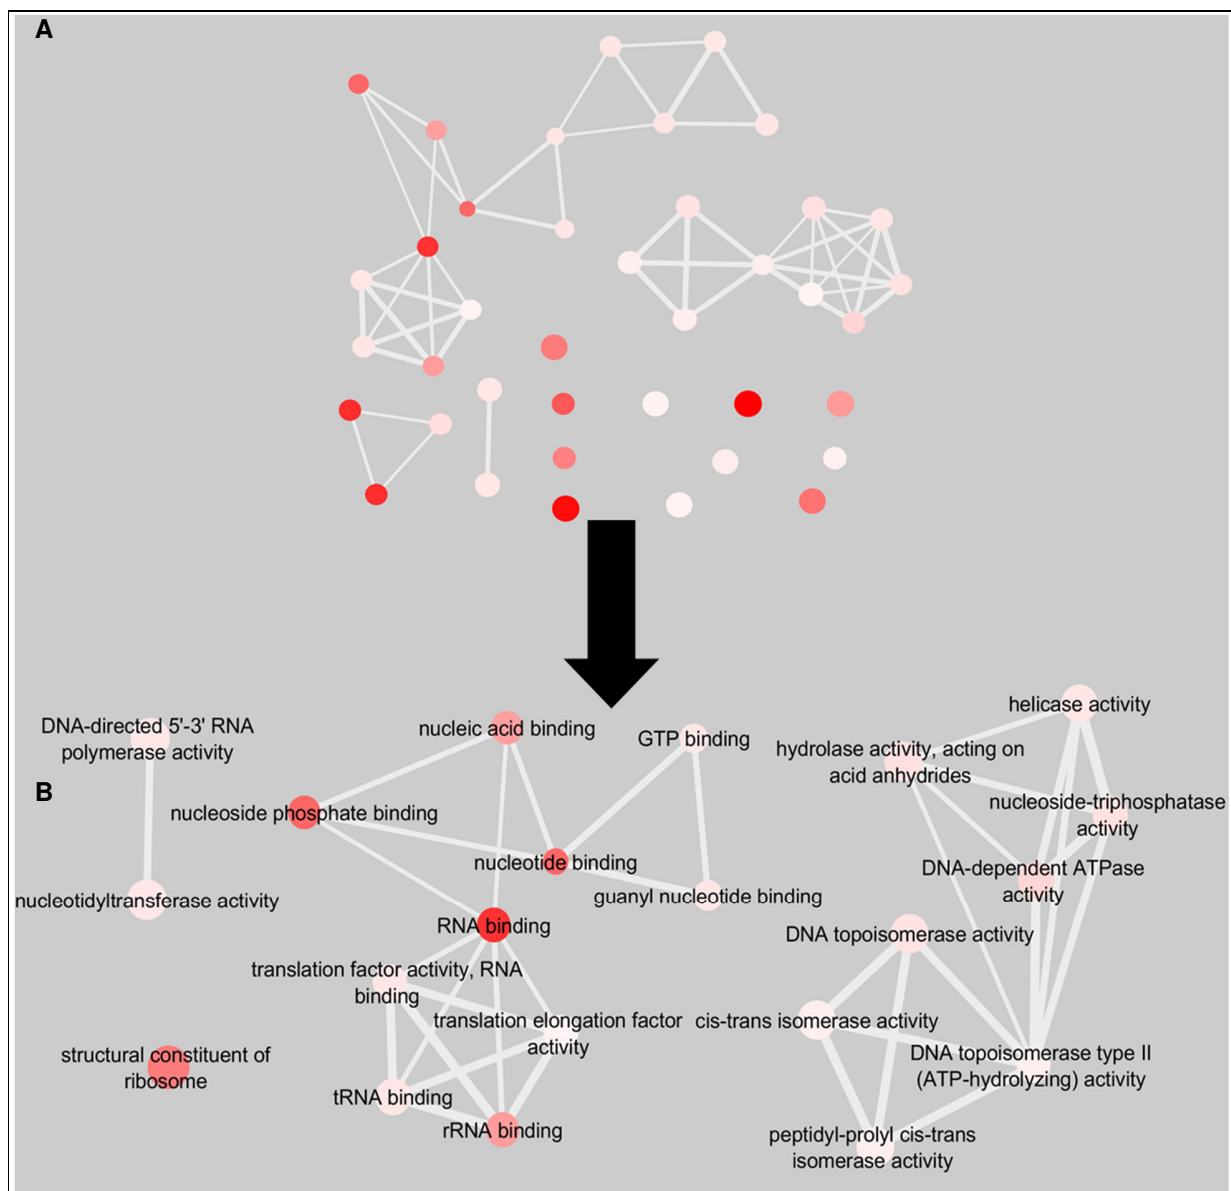 A
DNA-directed 5'-3' RNA
polymerase activity
nucleic acid binding
GTP binding
helicase activity
hydrolase activity, acting on
acid anhydrides
B
nucleoside phosphate binding
nucleoside-triphosphatase
activity
nucleotide binding
DNA-dependent ATPase
activity
nucleotidyltransferase activity
guanyl nucleotide binding
RNA binding
DNA topoisomerase activity
translation factor activity, RNA
binding
translation elongation factor
activity
cis-trans isomerase activity
structural constituent of
ribosome
DNA topoisomerase type II
(ATP-hydrolyzing) activity
tRNA binding
rRNA binding
peptidyl-prolyl cis-trans
isomerase activity